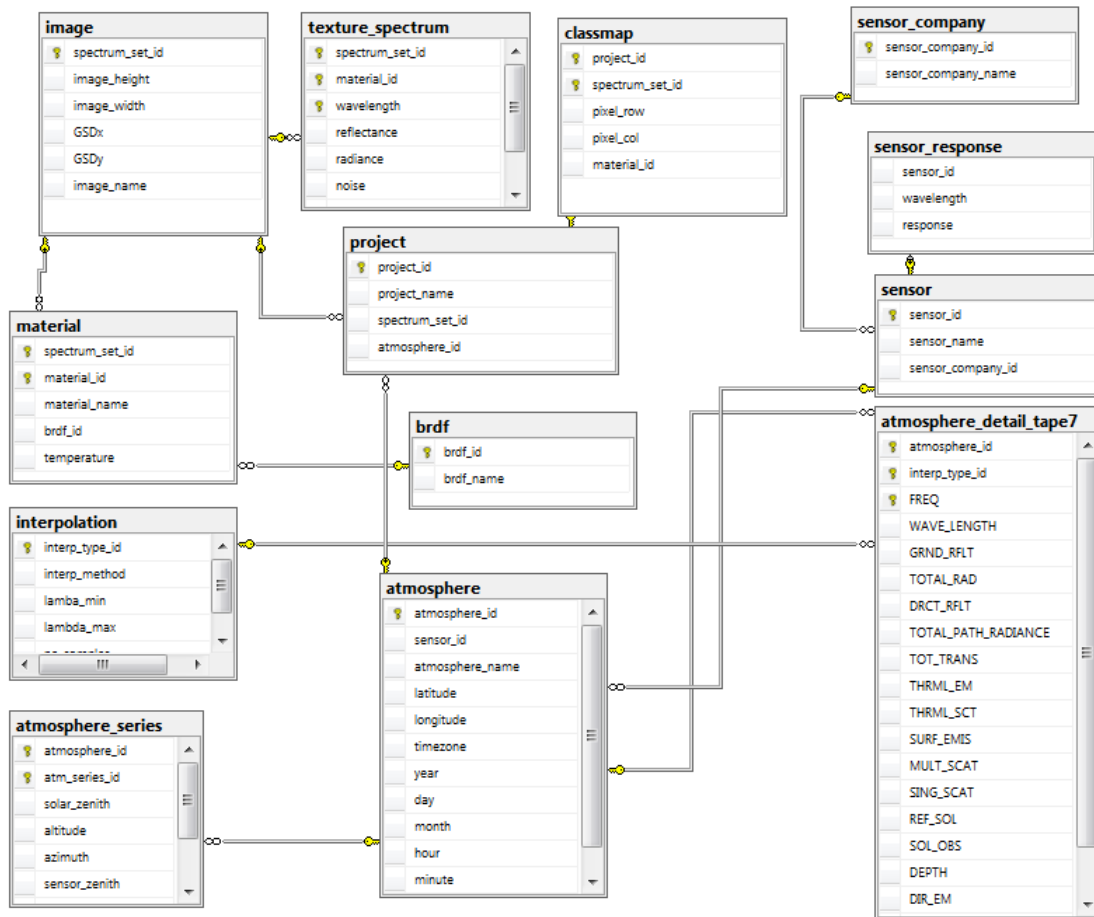 image
spectrum_set_id
image_height
image_width
GSDx
GSDy
image_name
texture_spectrum
spectrum_set_id
material_id
wavelength
reflectance
radiance
noise
classmap
project_id
spectrum_set_id
pixel_row
pixel_col
material_id
sensor_company
sensor_company_id
sensor_company_name
sensor_response
sensor_id
wavelength
response
project
project_id
project_name
spectrum_set_id
atmosphere_id
sensor
sensor_id
sensor_name
sensor_company_id
material
spectrum_set_id
material_id
material_name
brdf_id
temperature
brdf
brdf_id
brdf_name
atmosphere_detail_tape7
atmosphere_id
interp_type_id
FREQ
WAVE_LENGTH
GRND_RFLT
TOTAL_RAD
DRCT_RFLT
TOTAL_PATH_RADIANCE
TOT_TRANS
THRML_EM
THRML_SCT
SURF_EMIS
MULT_SCAT
SING_SCAT
REF_SOL
SOL_OBS
DEPTH
DIR_EM
interpolation
interp_type_id
interp_method
lamba_min
lambda_max
atmosphere
atmosphere_id
sensor_id
atmosphere_name
latitude
longitude
timezone
year
day
month
hour
minute
atmosphere_series
atmosphere_id
atm_series_id
solar_zenith
altitude
azimuth
sensor_zenith